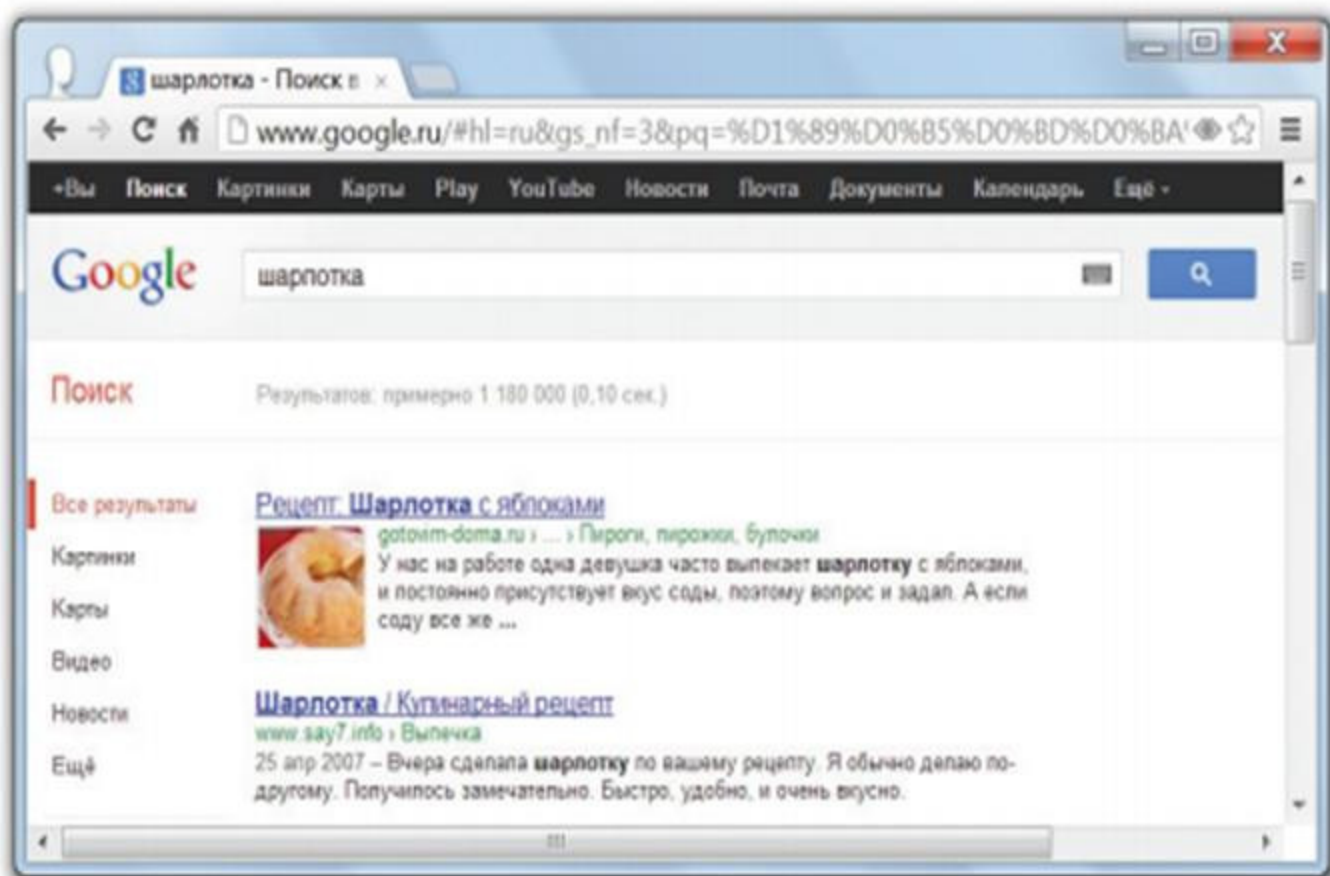 шарлотка - Поиск в
www.google.ru/#hl=ru&gs_nf=3&pq=%D1%89%D0%B5%D0%BD%D0%BA
+Вы Поиск Картинки Карты Play YouTube Новости Почта Документы Календарь Ещё
Google шарлотка
Поиск Результатов: примерно 1 180 000 (0,10 сек.)
Все результаты
Картинки
Карты
Видео
Новости
Ещё
Рецепт: Шарлотка с яблоками
gotovim-doma.ru › ... › Пироги, пирожки, булочки
У нас на работе одна девушка часто выпекает шарлотку с яблоками,
и постоянно присутствует вкус соды, поэтому вопрос и задал. А если
соду все же ...
Шарлотка / Кулинарный рецепт
www.say7.info › Выпечка
25 апр 2007 – Вчера сделала шарлотку по вашему рецепту. Я обычно делаю по-
другому. Получилось замечательно. Быстро, удобно, и очень вкусно.